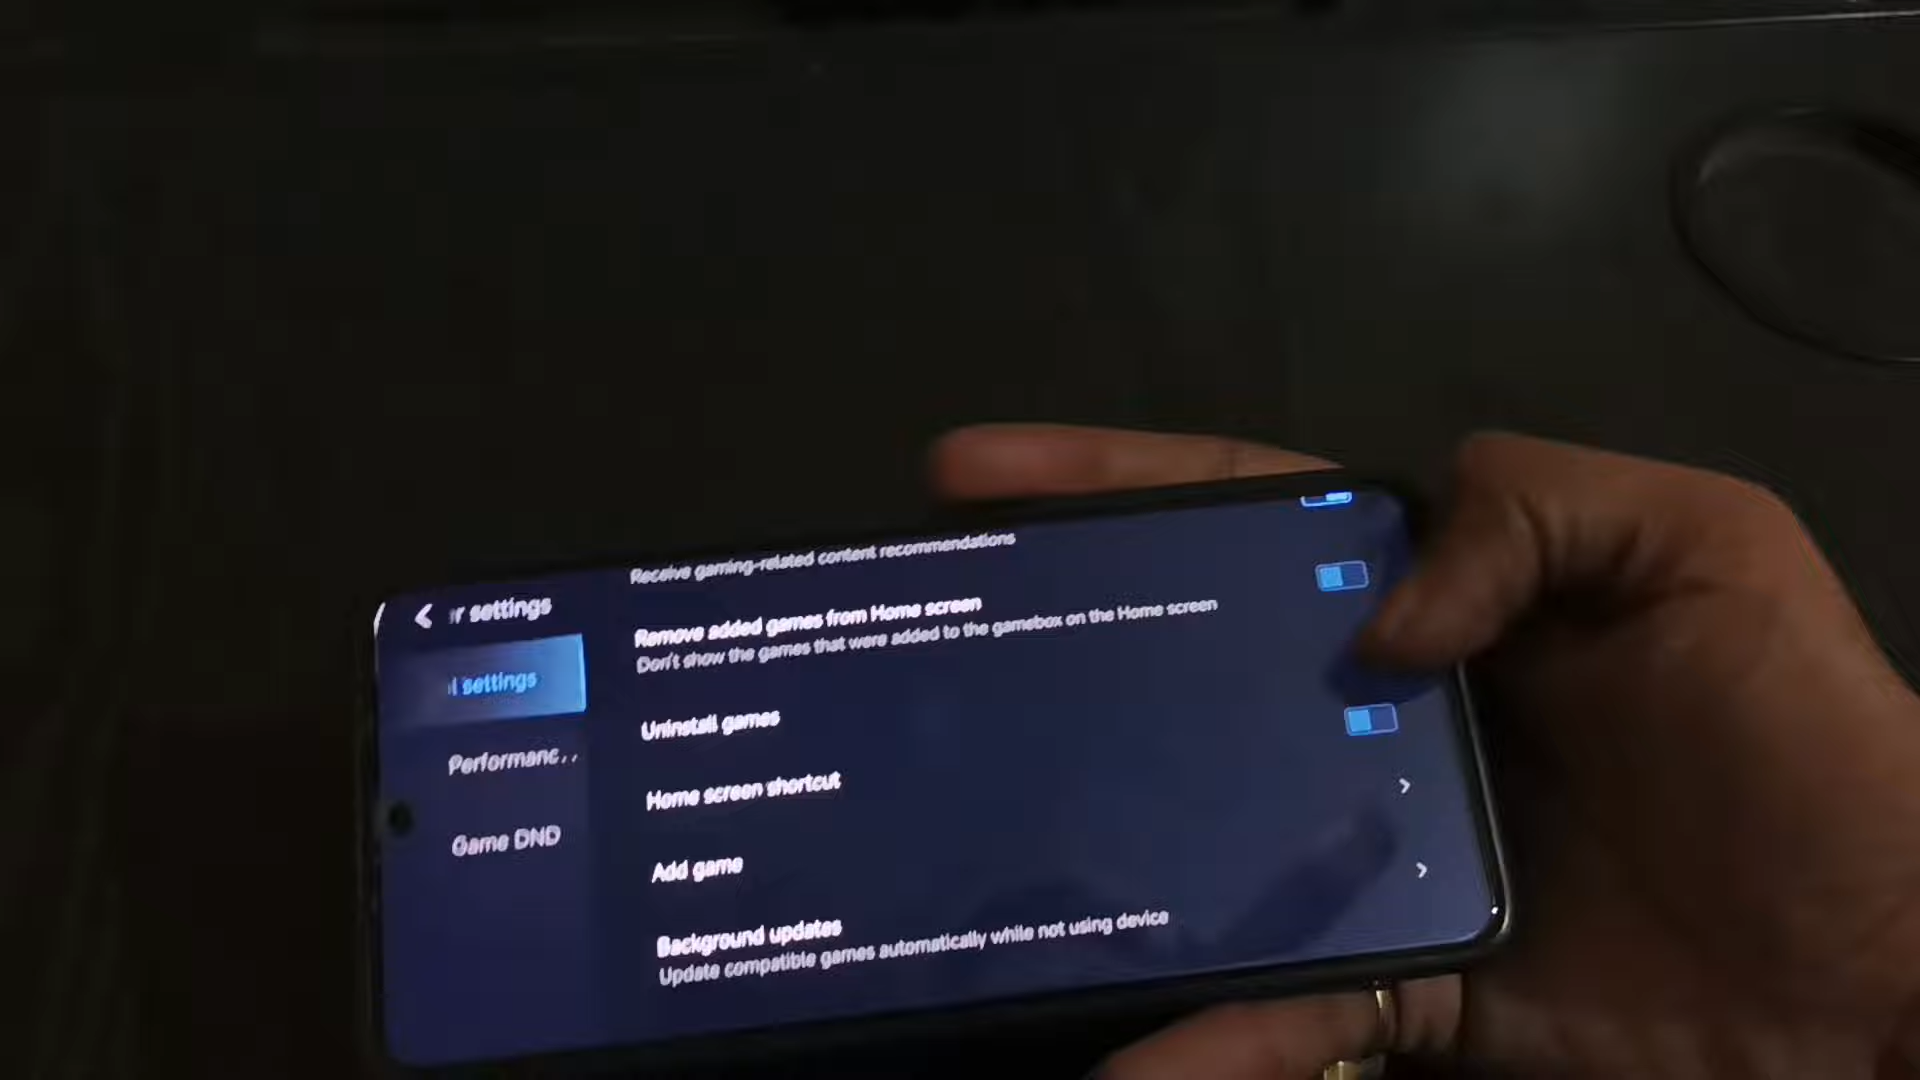 r settings
settings
Performanc..
Game DND
Receive gaming-related content recommendations
Remove added games from Home screen
Don't show the games that were added to the gamebox on the Home screen
Uninstall games
Home screen shortcut
Add game
Background updates
Update compatible games automatically while not using device